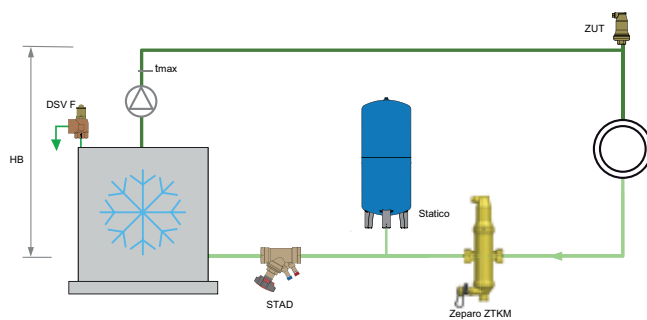 ZUT
tmax
DSV F
HB
Statico
STAD
Zeparo ZTKM